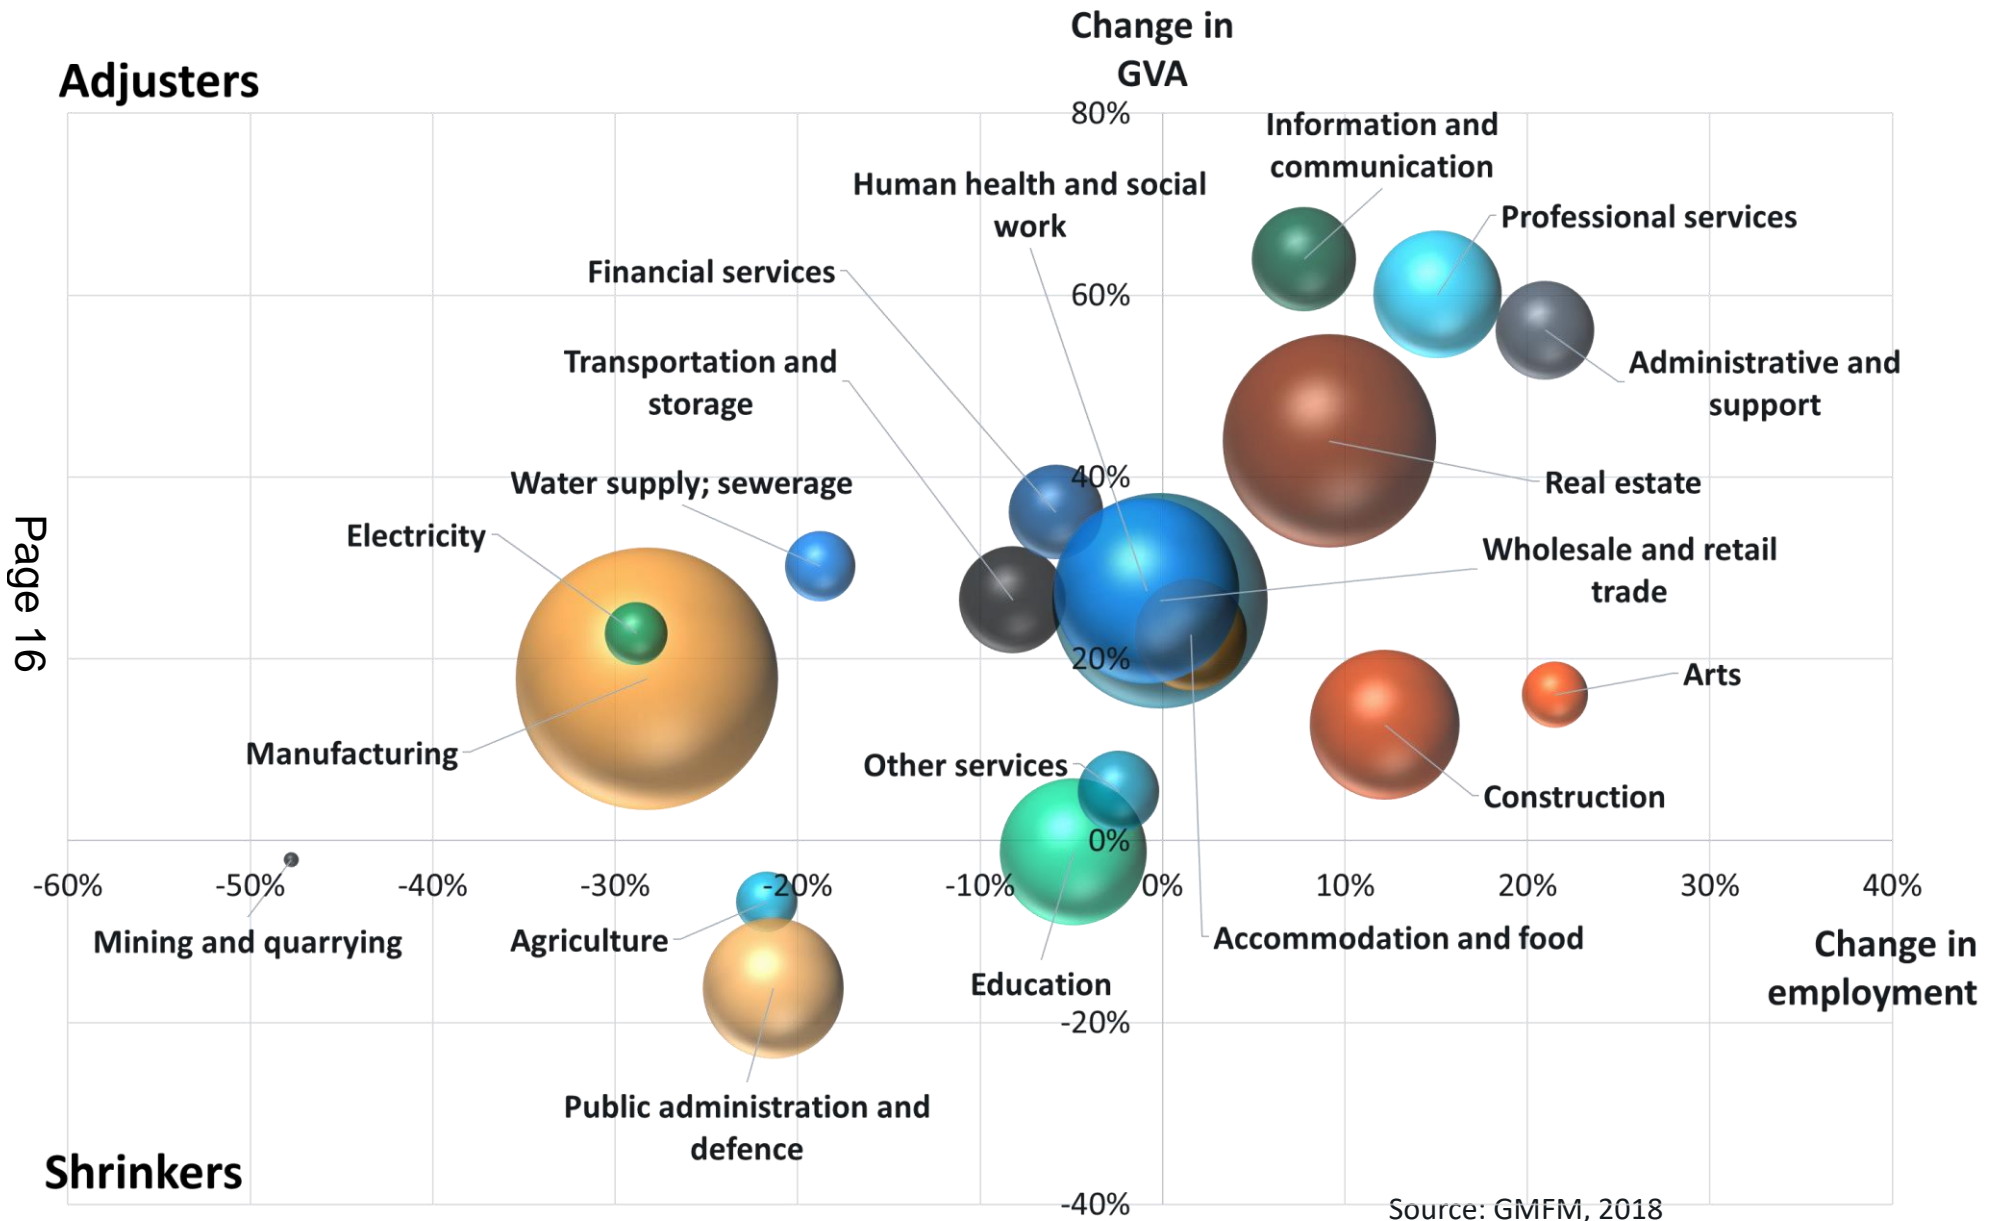 Change in
GVA
Adjusters
80%
Information and
communication
Human health and social
work
Professional services
Financial services
60%
Transportation and
storage
Administrative and
support
40%
Water supply; sewerage
Real estate
Electricity
Wholesale and retail
trade
Page 16
20%
Arts
Manufacturing
Other services
Construction
0%
-60%
-50%
-40%
-30%
-20%
-10%
0%
10%
20%
30%
40%
Mining and quarrying
Agriculture
Accommodation and food
Change in
employment
Education
-20%
Public administration and
defence
Shrinkers
-40%
Source: GMFM, 2018